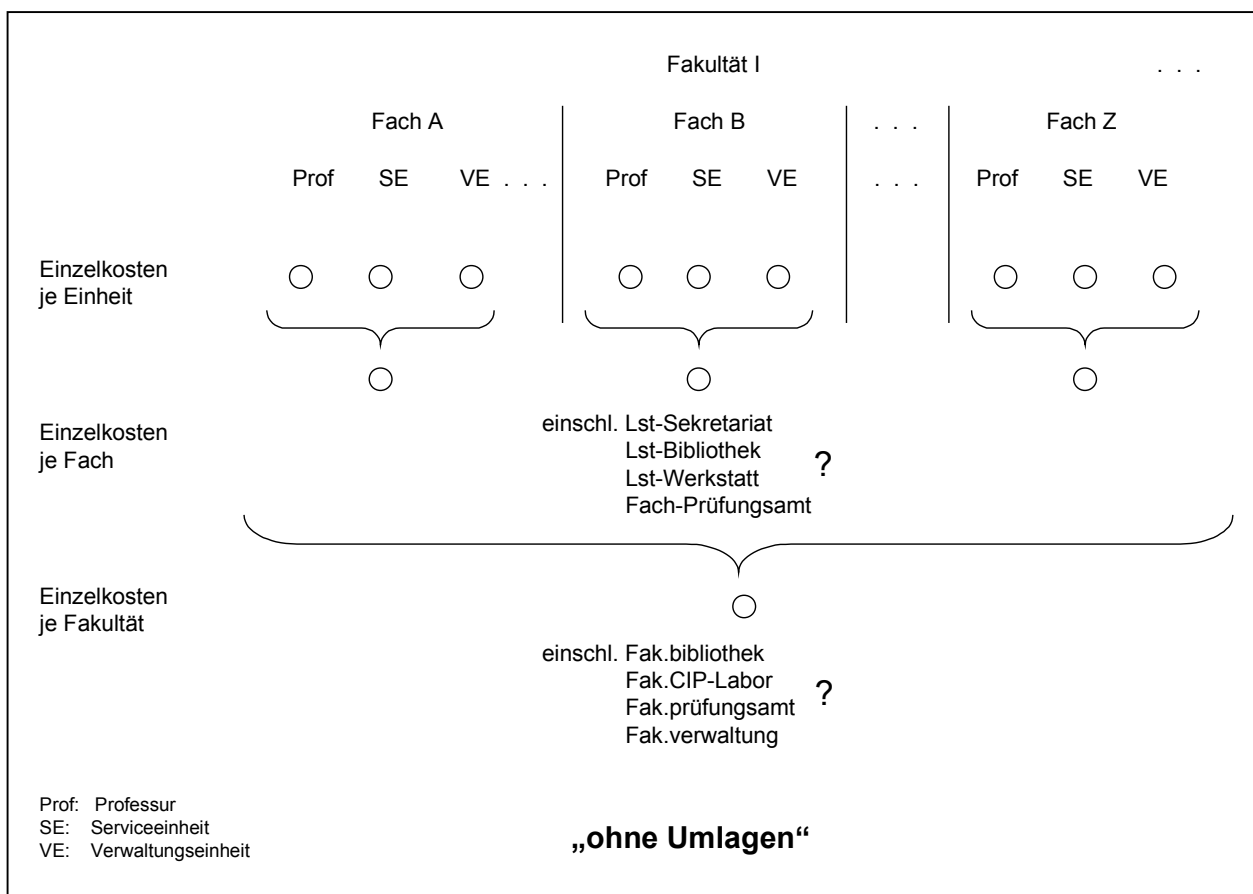 Fakultät I . . .
Fach A Fach B . . . Fach Z
Prof SE VE . . . Prof SE VE . . . Prof SE VE
Einzelkosten
je Einheit
Einzelkosten
je Fach
einschl. Lst-Sekretariat
Lst-Bibliothek
Lst-Werkstatt
Fach-Prüfungsamt
?
Einzelkosten
je Fakultät
einschl. Fak.bibliothek
Fak.CIP-Labor
Fak.prüfungsamt
Fak.verwaltung
?
Prof: Professur
SE: Serviceeinheit
VE: Verwaltungseinheit
„ohne Umlagen“